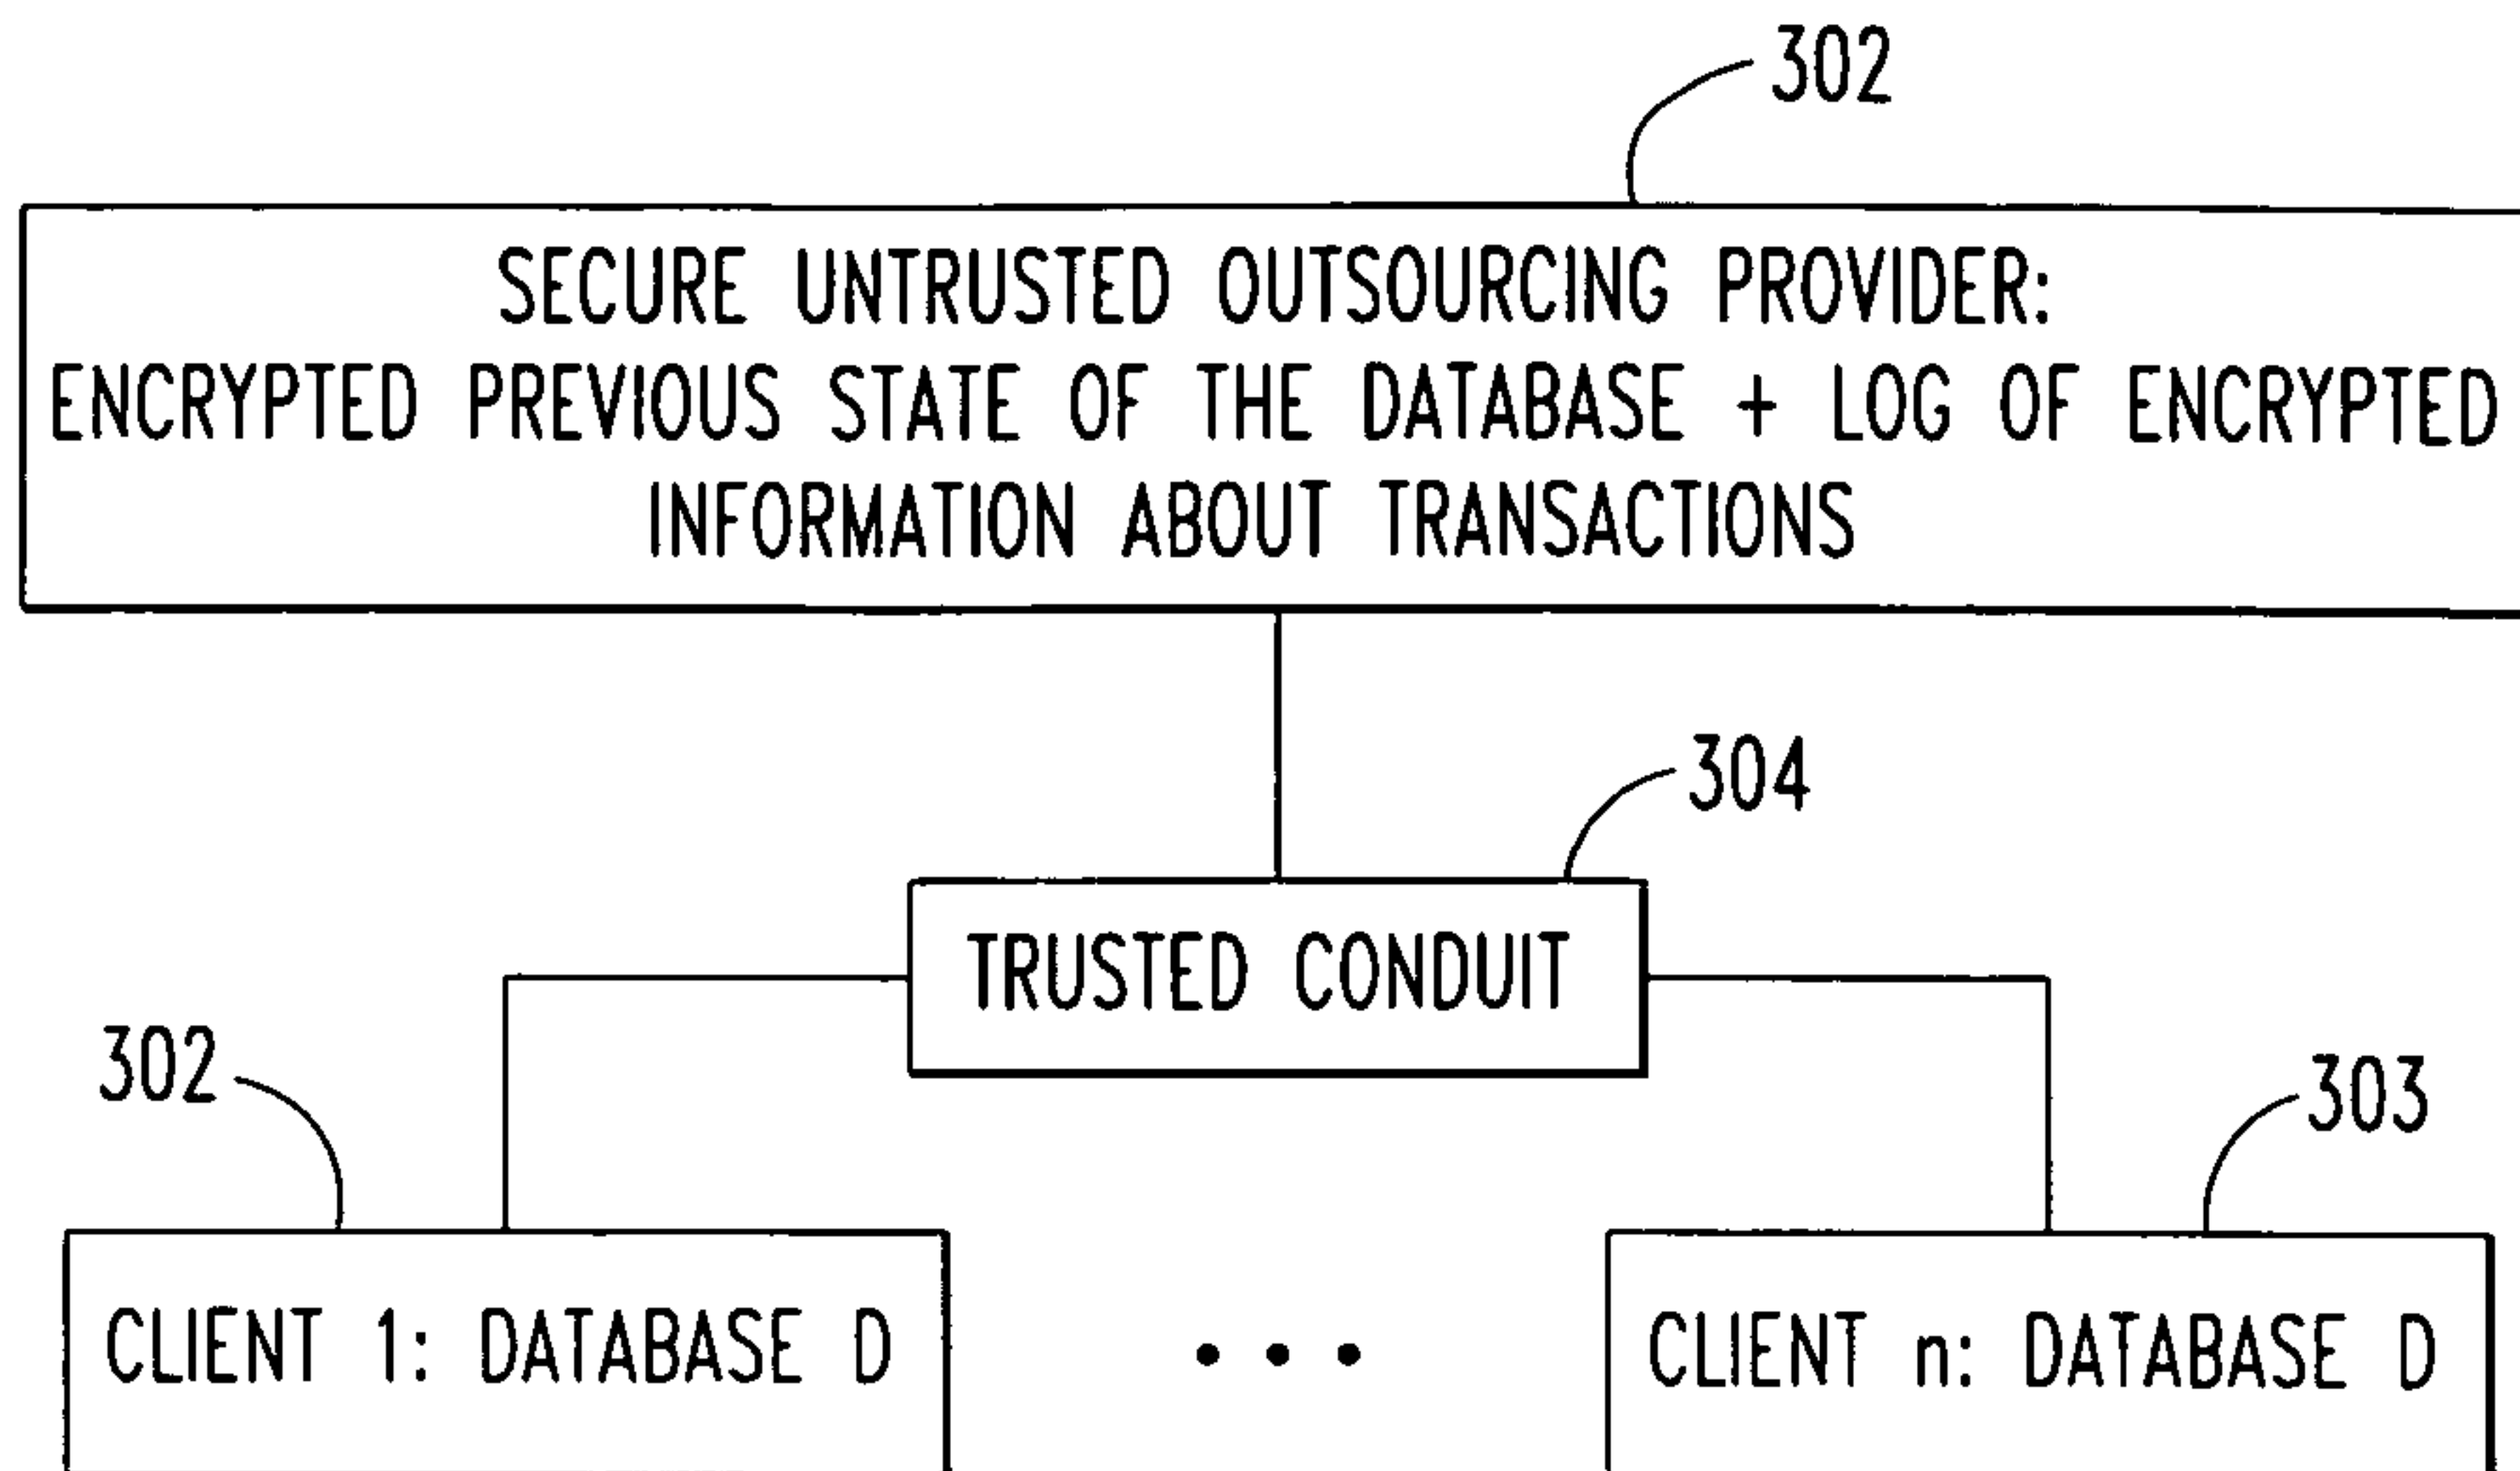 302
SECURE UNTRUSTED OUTSOURCING PROVIDER:
ENCRYPTED PREVIOUS STATE OF THE DATABASE + LOG OF ENCRYPTED
INFORMATION ABOUT TRANSACTIONS
304
TRUSTED CONDUIT
302
303
CLIENT 1: DATABASE D
• • •
CLIENT n: DATABASE D